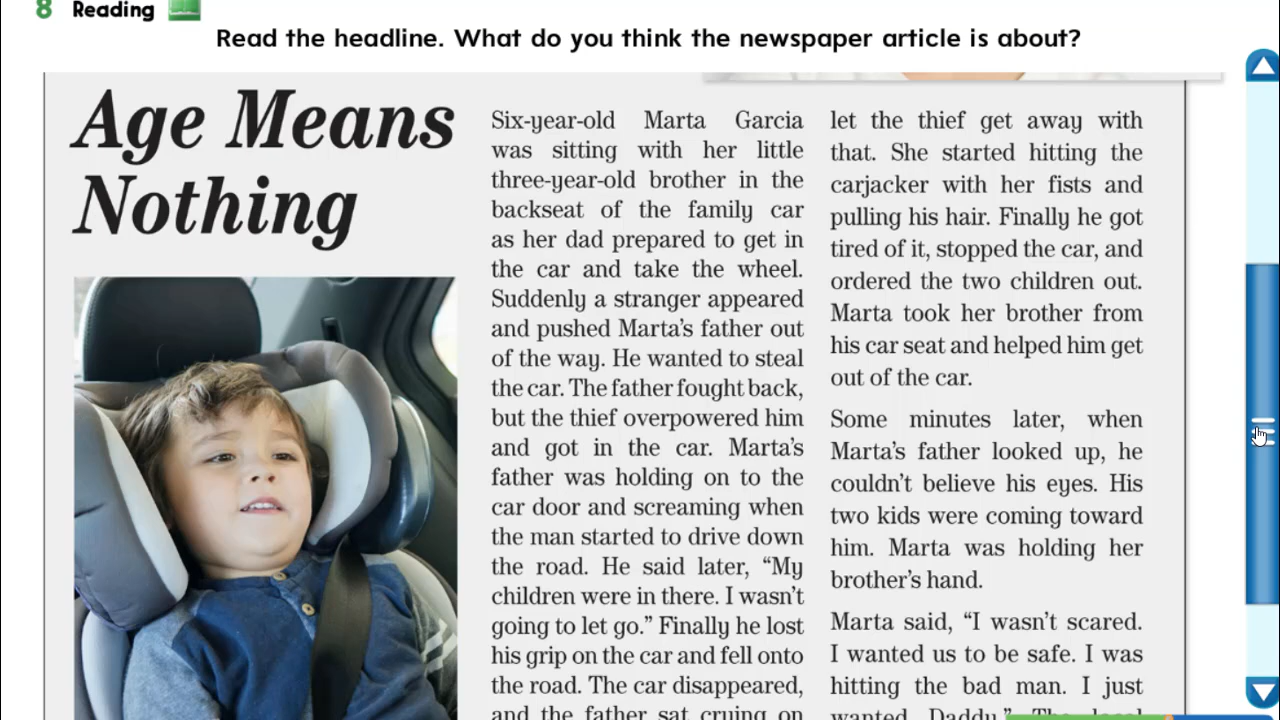 8 Reading
Read the headline. What do you think the newspaper article is about?
Age Means
Nothing
Six-year-old Marta Garcia
was sitting with her little
three-year-old brother in the
backseat of the family car
as her dad prepared to get in
the car and take the wheel.
Suddenly a stranger appeared
and pushed Marta's father out
of the way. He wanted to steal
the car. The father fought back,
but the thief overpowered him
and got in the car. Marta's
father was holding on to the
car door and screaming when
the man started to drive down
the road. He said later, “My
children were in there. I wasn't
going to let go.” Finally he lost
his grip on the car and fell onto
the road. The car disappeared,
and the father sat crying on
let the thief get away with
that. She started hitting the
carjacker with her fists and
pulling his hair. Finally he got
tired of it, stopped the car, and
ordered the two children out.
Marta took her brother from
his car seat and helped him get
out of the car.
Some minutes later, when
Marta's father looked up, he
couldn't believe his eyes. His
two kids were coming toward
him. Marta was holding her
brother's hand.
Marta said, “I wasn't scared.
I wanted us to be safe. I was
hitting the bad man. I just
wanted Daddy.” The local